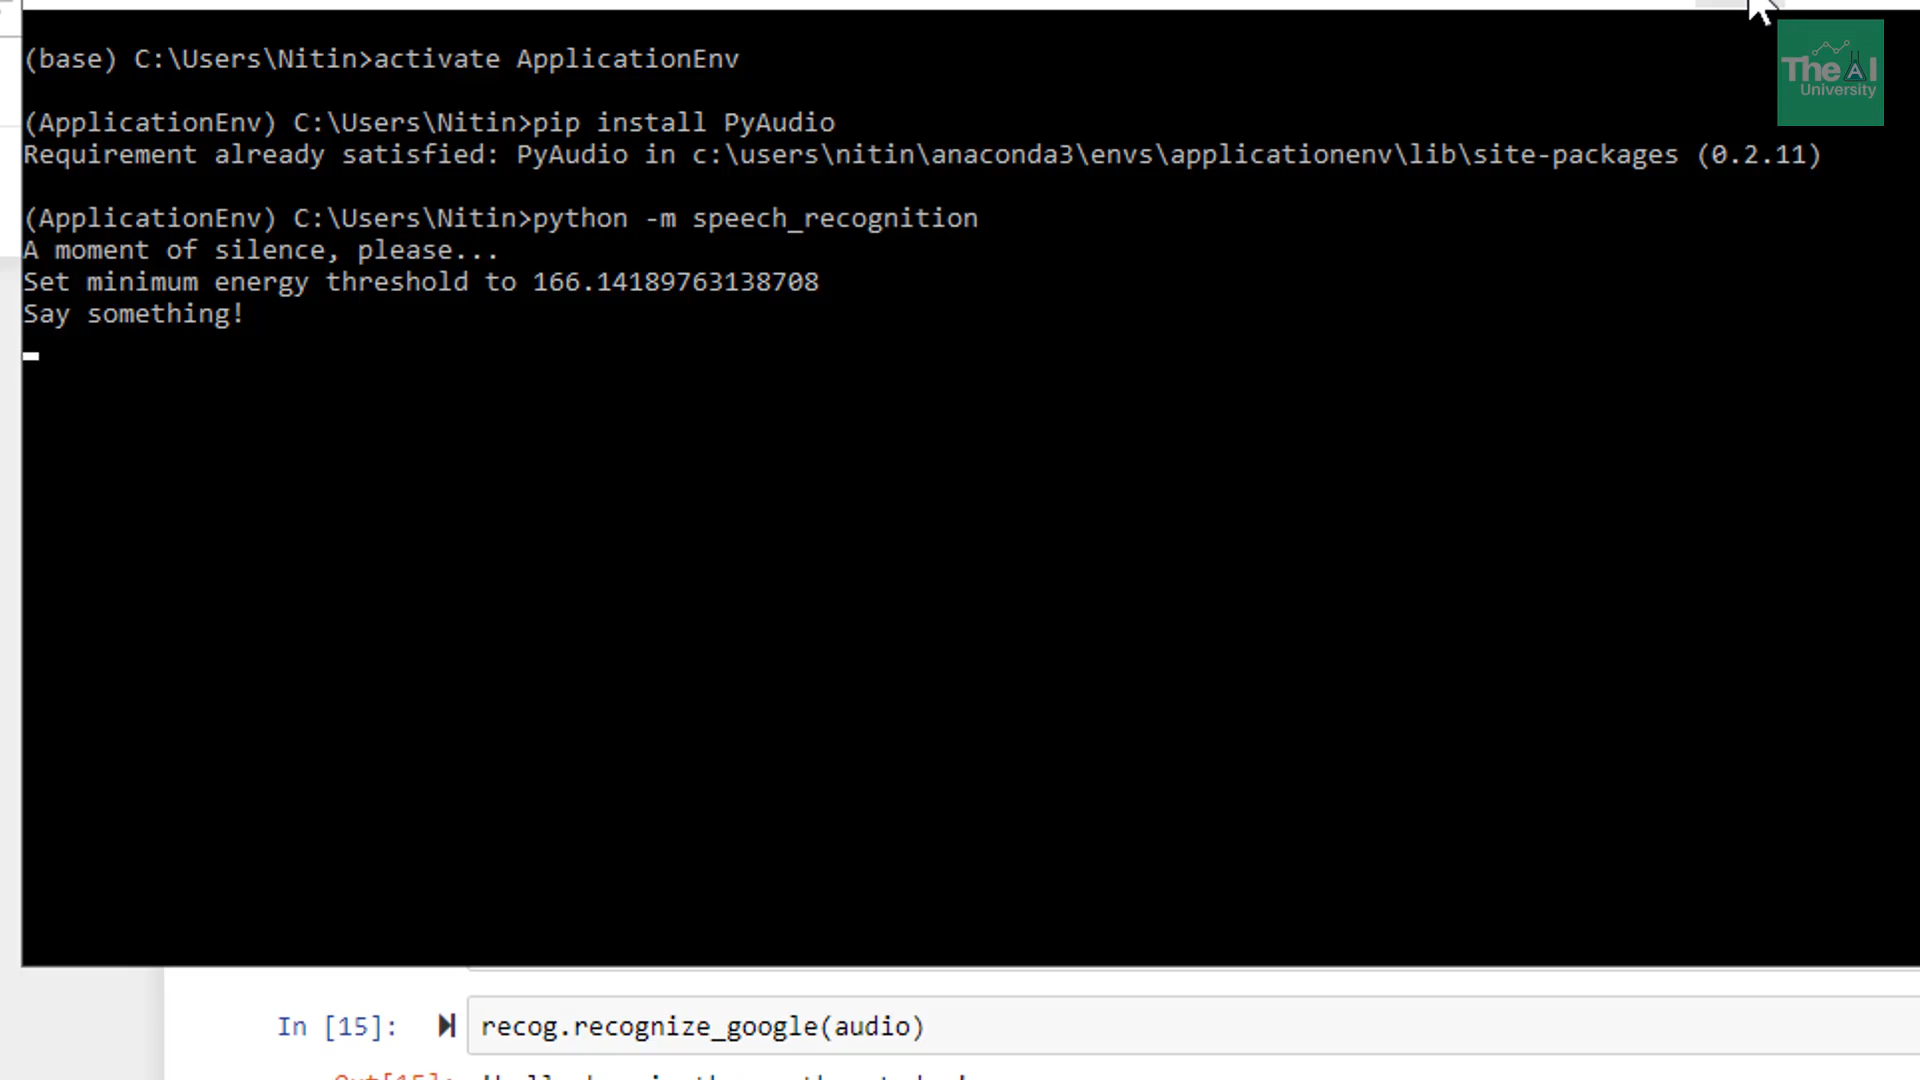 (base) C:\Users\Nitin>activate ApplicationEnv
(ApplicationEnv) C:\Users\Nitin>pip install PyAudio
Requirement already satisfied: PyAudio in c:\users\nitin\anaconda3\envs\applicationenv\lib\site-packages (0.2.11)
(ApplicationEnv) C:\Users\Nitin>python -m speech_recognition
A moment of silence, please...
Set minimum energy threshold to 166.14189763138708
Say something!
The AI
University
In [15]: recog.recognize_google(audio)
Out[15]: